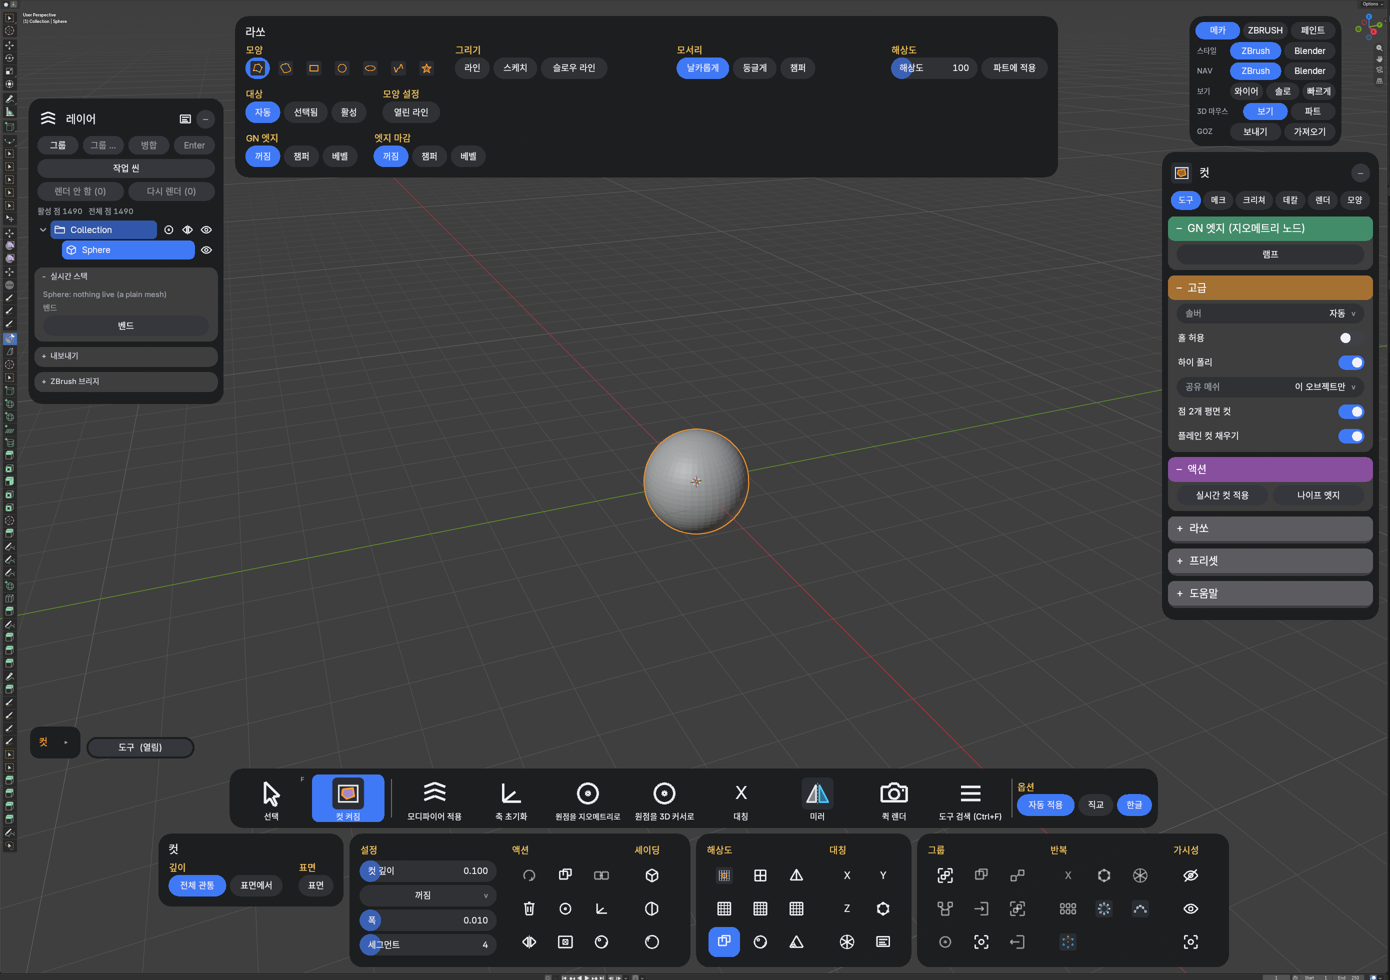 Options
User Perspective
(1) Collection | Sphere
라쏘
모양
그리기
모서리
해상도
라인
스케치
슬로우 라인
날카롭게
둥글게
챔퍼
해상도 100
파트에 적용
대상
모양 설정
자동
선택됨
활성
열린 라인
GN 엣지
엣지 마감
꺼짐
챔퍼
베벨
꺼짐
챔퍼
베벨
메카
ZBRUSH
페인트
스타일
ZBrush
Blender
NAV
ZBrush
Blender
보기
와이어
솔로
빠르게
3D 마우스
보기
파트
GOZ
보내기
가져오기
레이어
그룹
그룹 ...
병합
Enter
작업 씬
렌더 안 함 (0)
다시 렌더 (0)
활성 점 1490 전체 점 1490
Collection
Sphere
- 실시간 스택
Sphere: nothing live (a plain mesh)
벤드
벤드
+ 내보내기
+ ZBrush 브리지
컷
도구
메크
크리처
데칼
렌더
모양
− GN 엣지 (지오메트리 노드)
램프
− 고급
솔버
자동
홀 허용
하이 폴리
공유 메쉬
이 오브젝트만
점 2개 평면 컷
플레인 컷 채우기
− 액션
실시간 컷 적용
나이프 엣지
+ 라쏘
+ 프리셋
+ 도움말
컷
도구 (열림)
F
선택
컷 켜짐
모디파이어 적용
축 초기화
원점을 지오메트리로
원점을 3D 커서로
X
대칭
미러
퀵 렌더
도구 검색 (Ctrl+F)
옵션
자동 적용
직교
한글
컷
깊이
표면
전체 관통
표면에서
표면
설정
액션
셰이딩
컷 깊이 0.100
꺼짐
폭 0.010
세그먼트 4
해상도
대칭
X
Y
Z
그룹
반복
가시성
X